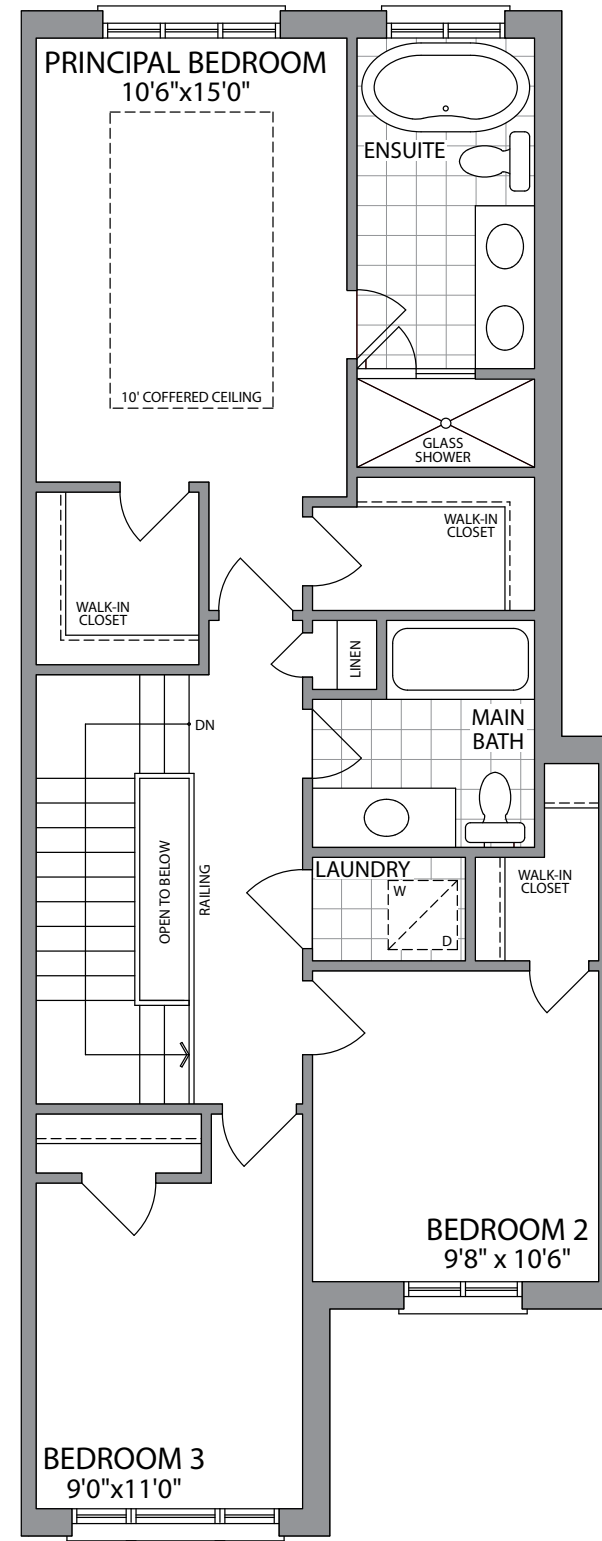 PRINCIPAL BEDROOM
10'6"x15'0"
10' COFFERED CEILING
ENSUITE
GLASS
SHOWER
WALK-IN
CLOSET
WALK-IN
CLOSET
LINEN
MAIN
BATH
DN
OPEN TO BELOW
RAILING
LAUNDRY
W
D
WALK-IN
CLOSET
BEDROOM 2
9'8" x 10'6"
BEDROOM 3
9'0"x11'0"